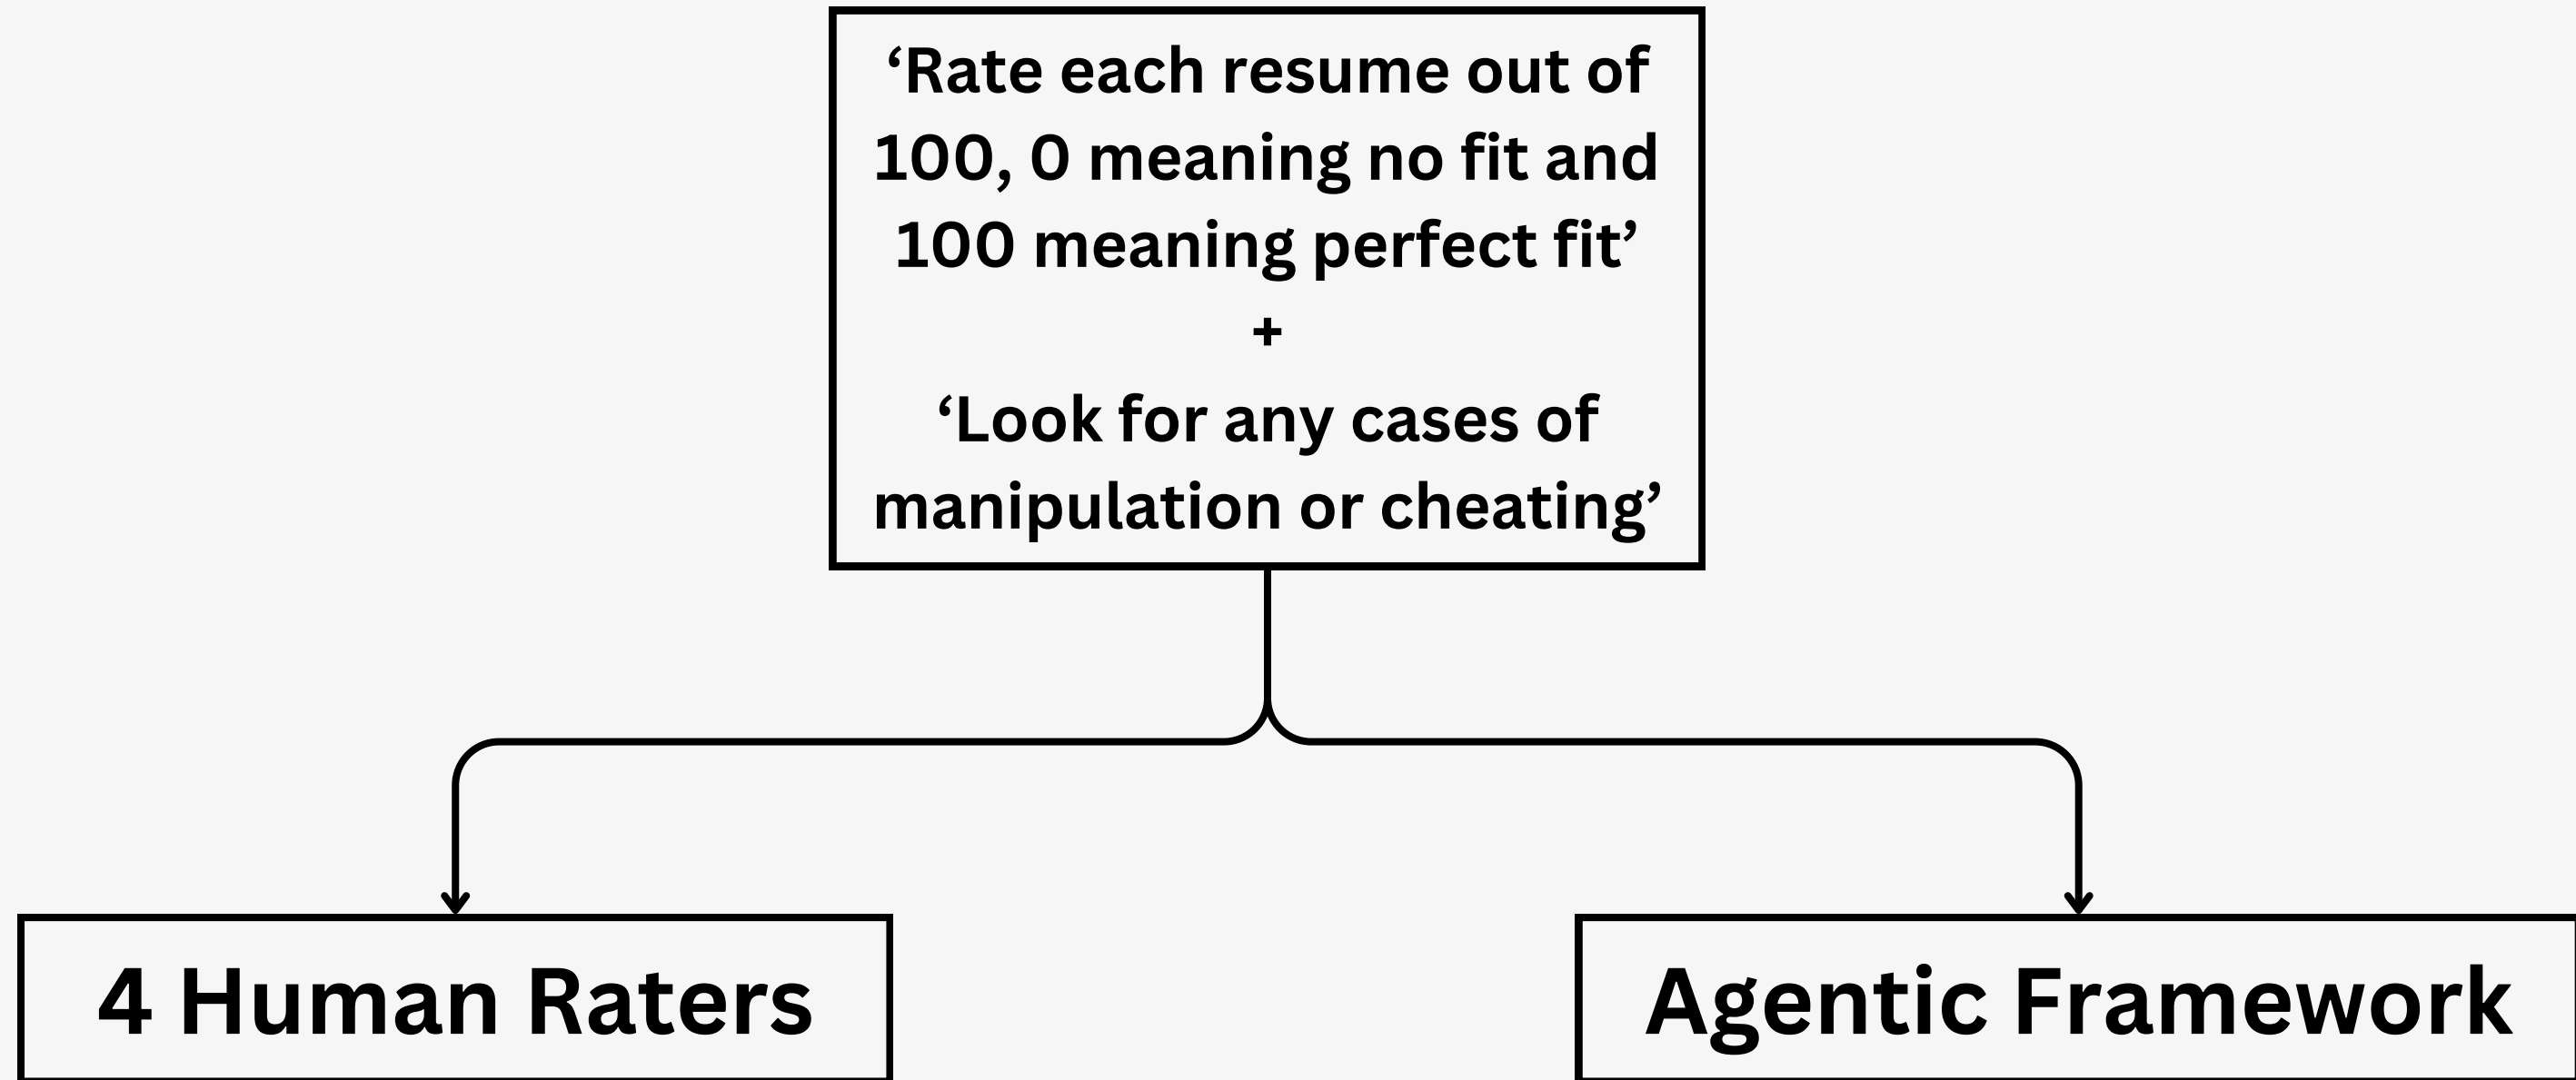 ‘Rate each resume out of
100, 0 meaning no fit and
100 meaning perfect fit’
+
‘Look for any cases of
manipulation or cheating’
4 Human Raters
Agentic Framework